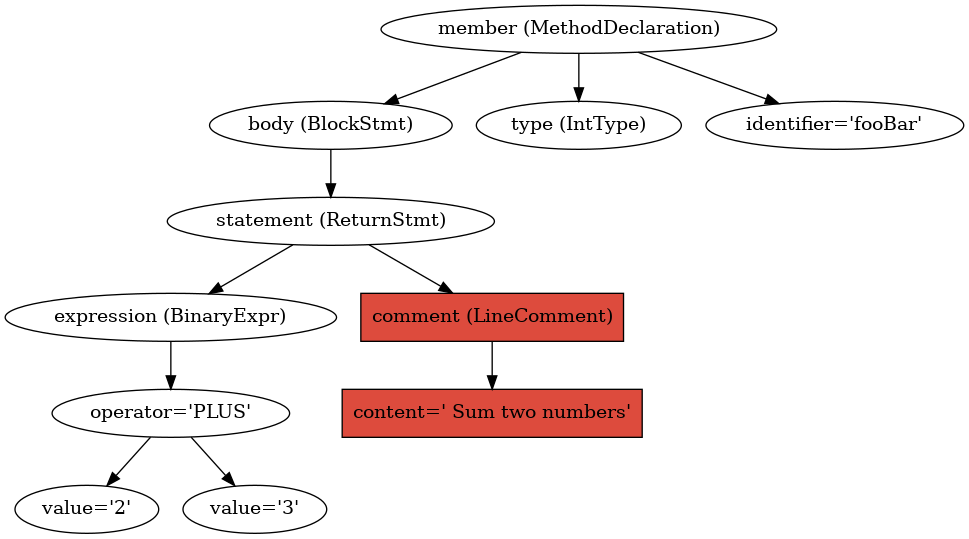 member (MethodDeclaration)
body (BlockStmt)
type (IntType)
identifier='fooBar'
statement (ReturnStmt)
expression (BinaryExpr)
comment (LineComment)
operator='PLUS'
content=' Sum two numbers'
value='2'
value='3'